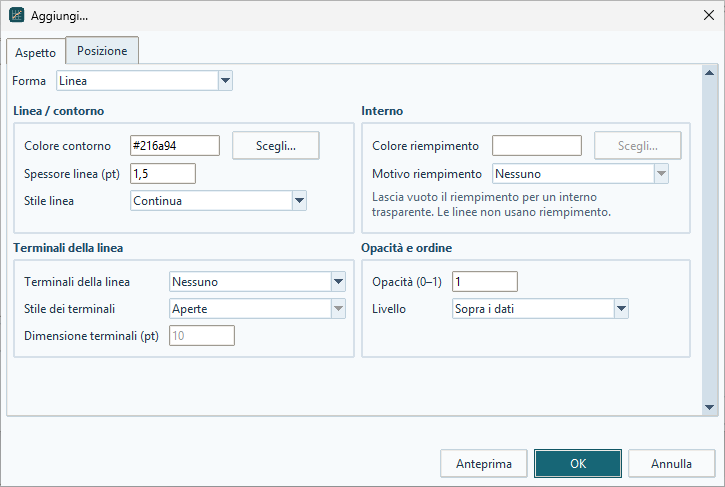 Aggiungi...
Aspetto Posizione
Forma Linea
Linea / contorno
Colore contorno #216a94 Scegli...
Spessore linea (pt) 1,5
Stile linea Continua
Interno
Colore riempimento Scegli...
Motivo riempimento Nessuno
Lascia vuoto il riempimento per un interno
trasparente. Le linee non usano riempimento.
Terminali della linea
Terminali della linea Nessuno
Stile dei terminali Aperte
Dimensione terminali (pt) 10
Opacità e ordine
Opacità (0–1) 1
Livello Sopra i dati
Anteprima OK Annulla